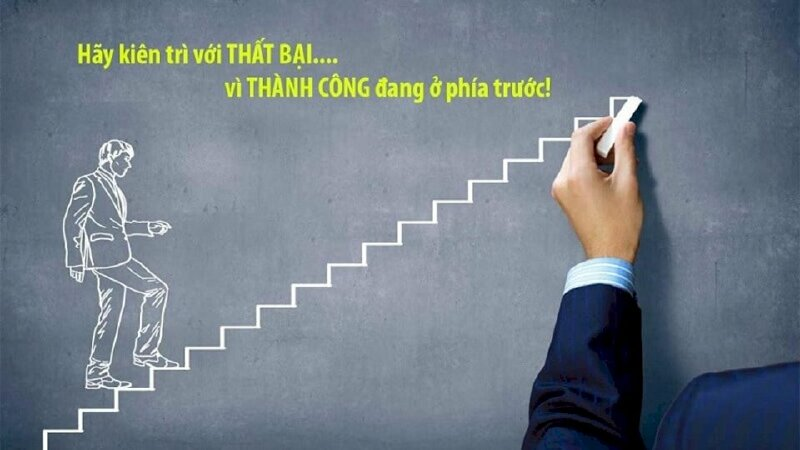 Hãy kiên trì với THẤT BẠI....
vì THÀNH CÔNG đang ở phía trước!